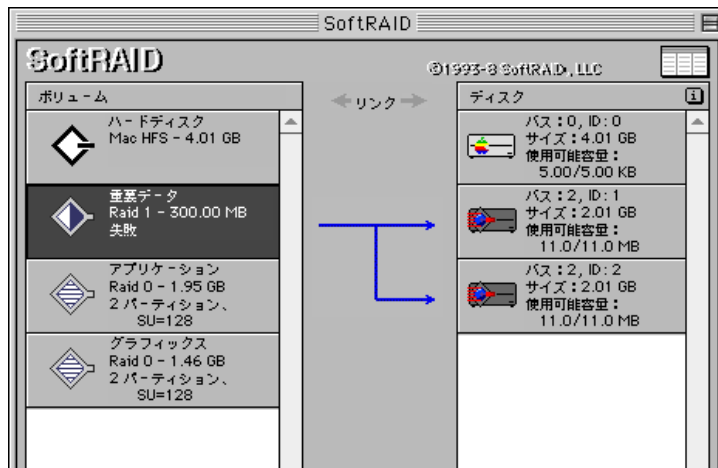 SoftRAID
SoftRAID
©1993-8 SoftRAID, LLC
ボリューム
リンク
ディスク
ハードディスク
Mac HFS - 4.01 GB
重要データ
Raid 1 - 300.00 MB
失敗
アプリケーション
Raid 0 - 1.95 GB
2 パーティション、
SU=128
グラフィックス
Raid 0 - 1.46 GB
2 パーティション、
SU=128
バス:0, ID:0
サイズ:4.01 GB
使用可能容量:
5.00/5.00 KB
バス:2, ID:1
サイズ:2.01 GB
使用可能容量:
11.0/11.0 MB
バス:2, ID:2
サイズ:2.01 GB
使用可能容量:
11.0/11.0 MB